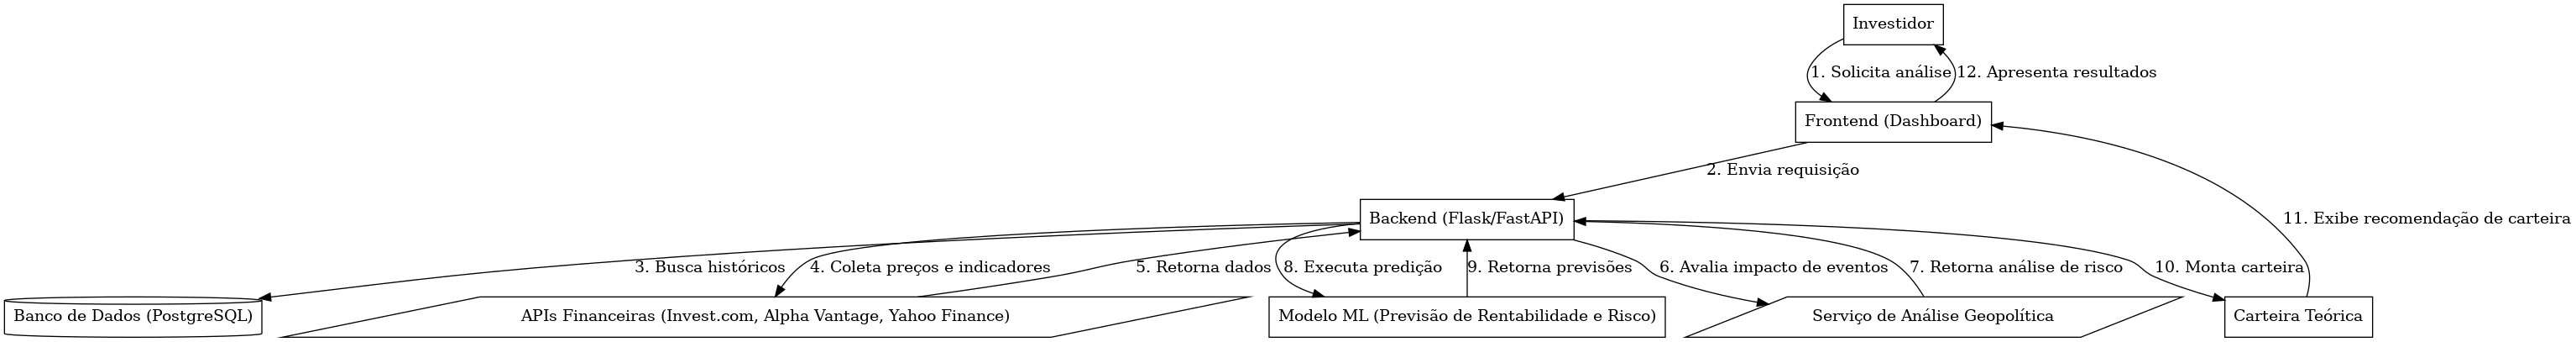 Investidor
1. Solicita análise
12. Apresenta resultados
Frontend (Dashboard)
2. Envia requisição
Backend (Flask/FastAPI)
11. Exibe recomendação de carteira
3. Busca históricos
4. Coleta preços e indicadores
5. Retorna dados
8. Executa predição
9. Retorna previsões
6. Avalia impacto de eventos
7. Retorna análise de risco
10. Monta carteira
Banco de Dados (PostgreSQL)
APIs Financeiras (Invest.com, Alpha Vantage, Yahoo Finance)
Modelo ML (Previsão de Rentabilidade e Risco)
Serviço de Análise Geopolítica
Carteira Teórica